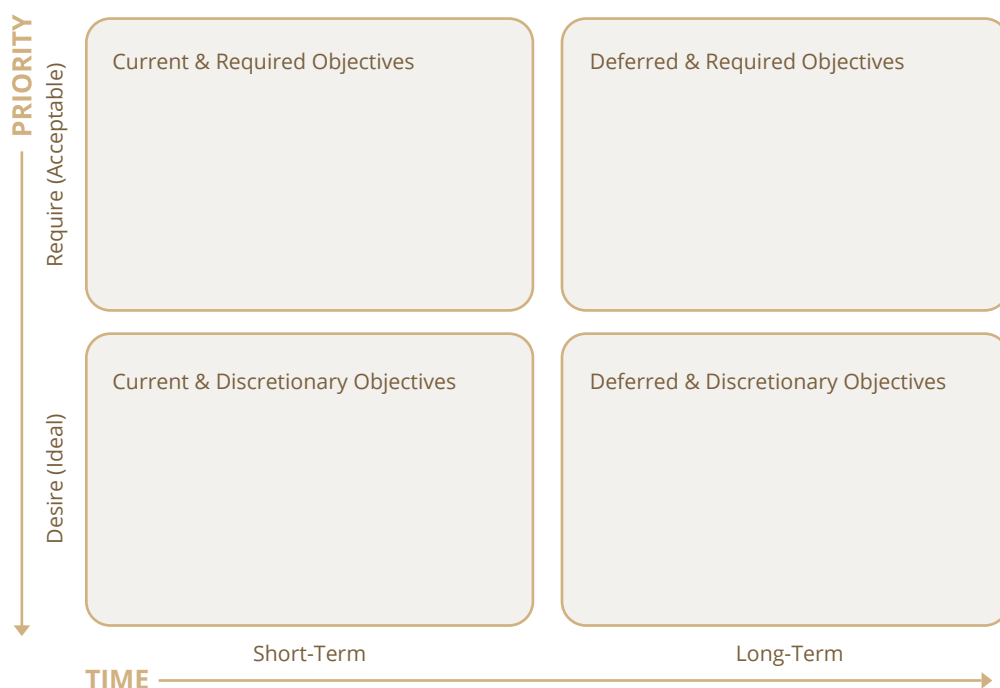 PRIORITY
Require (Acceptable)
Current & Required Objectives
Deferred & Required Objectives
Desire (Ideal)
Current & Discretionary Objectives
Deferred & Discretionary Objectives
Short-Term
Long-Term
TIME